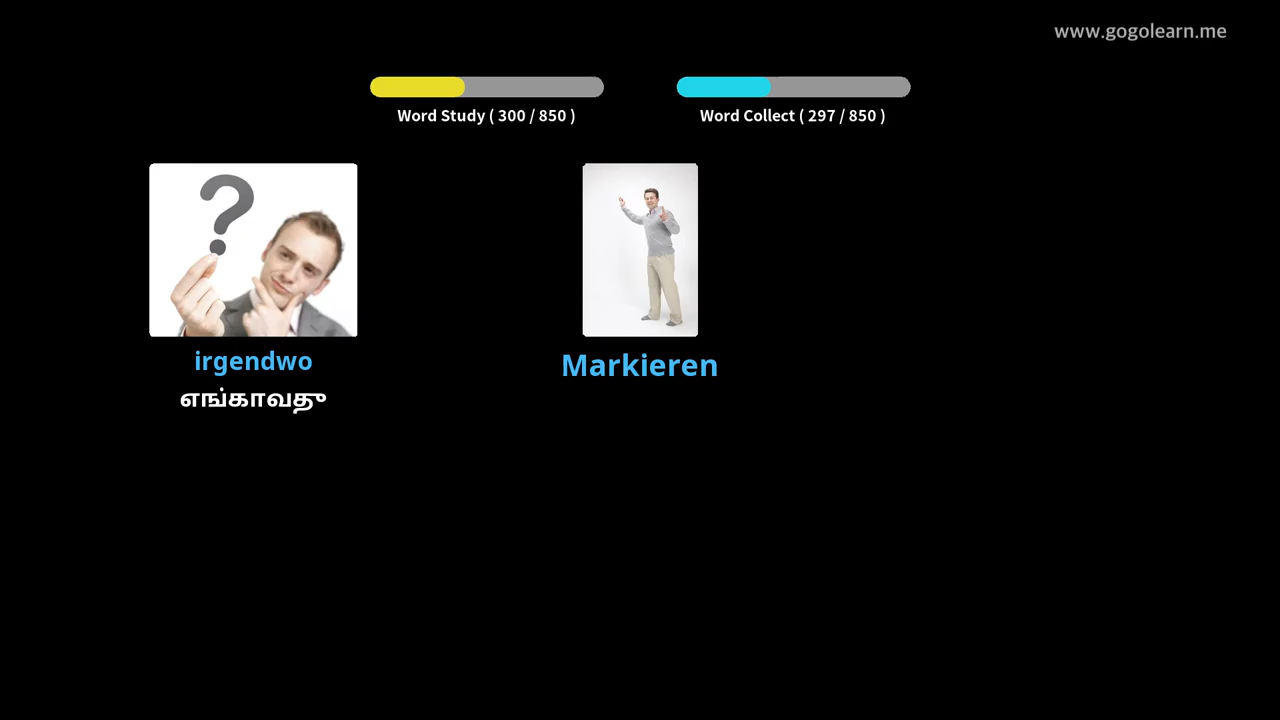 www.gogolearn.me
Word Study ( 300 / 850 )
Word Collect ( 297 / 850 )
irgendwo
எங்காவது
Markieren